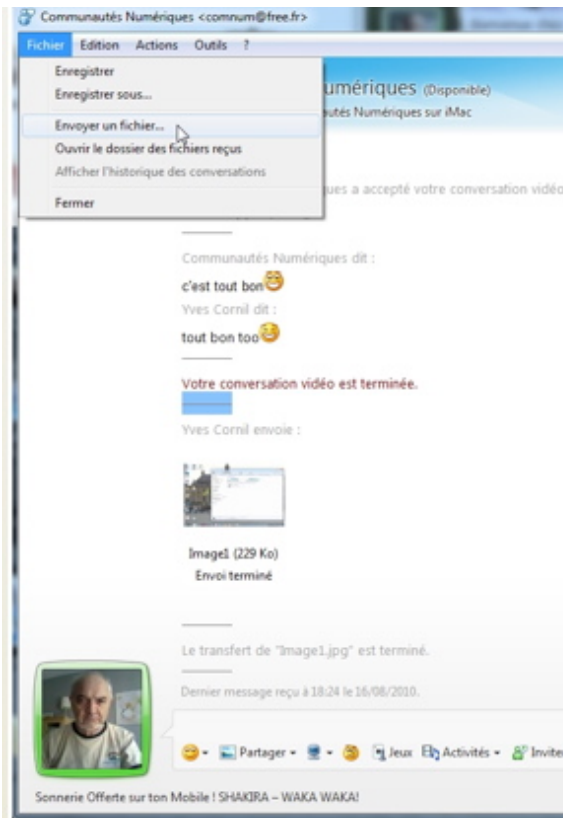 Communautés Numériques <comnum@free.fr>
Fichier Edition Actions Outils ?
Enregistrer
Enregistrer sous...
Envoyer un fichier...
Ouvrir le dossier des fichiers reçus
Afficher l'historique des conversations
Fermer
umériques (Disponible)
autés Numériques sur iMac
ues a accepté votre conversation vidéo
Communautés Numériques dit :
c'est tout bon
Yves Cornil dit :
tout bon too
Votre conversation vidéo est terminée.
Yves Cornil envoie :
Image1 (229 Ko)
Envoi terminé
Le transfert de "Image1.jpg" est terminé.
Dernier message reçu à 18:24 le 16/08/2010.
Partager Jeux Activités Inviter
Sonnerie Offerte sur ton Mobile ! SHAKIRA – WAKA WAKA!